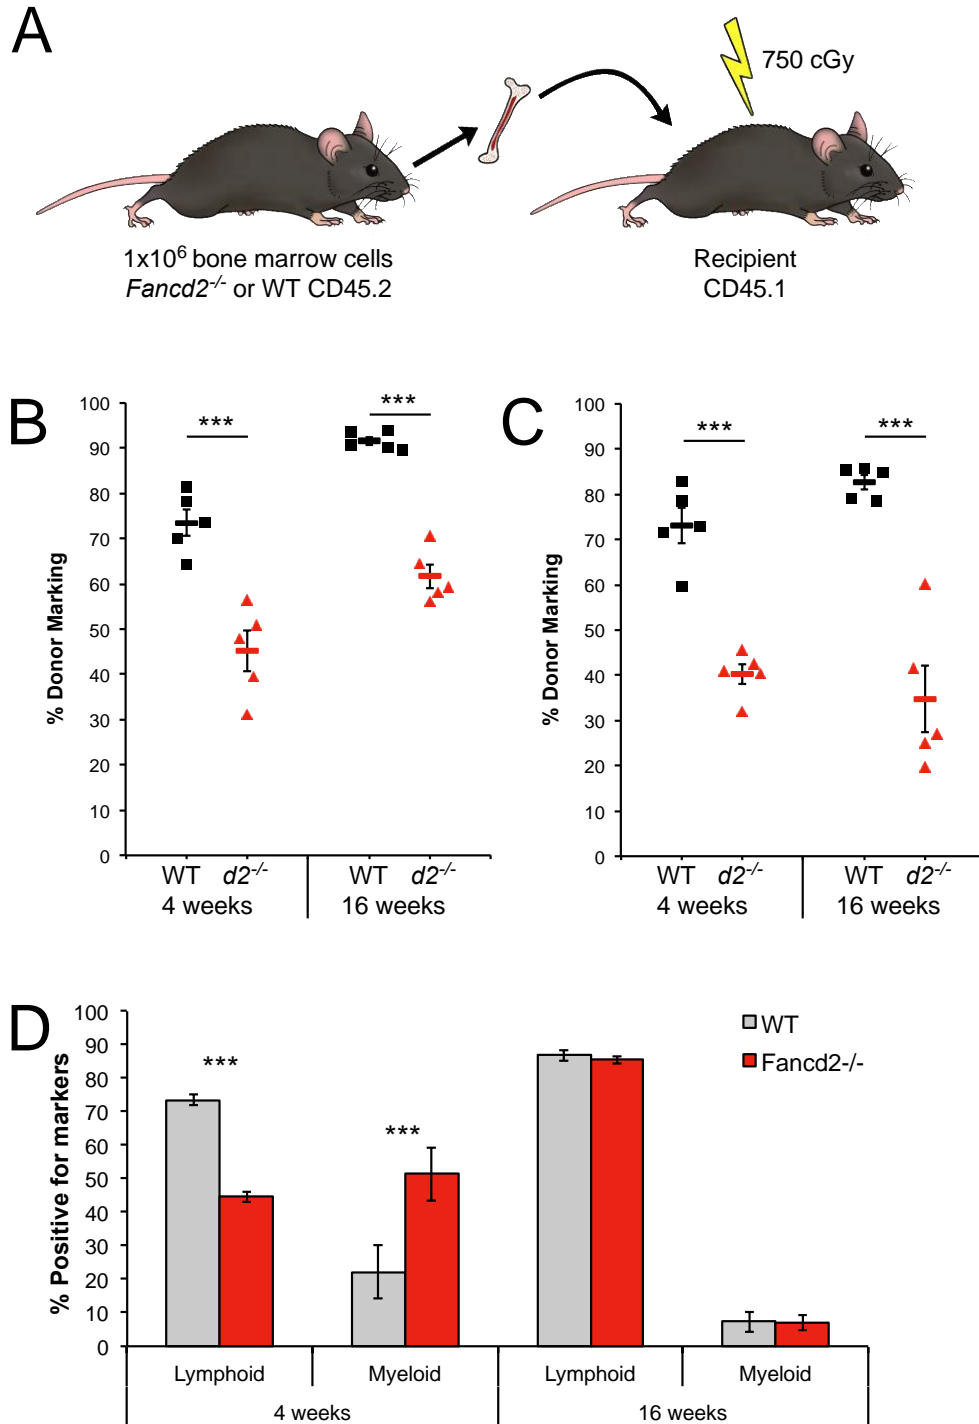 A
750 cGy
1x10⁶ bone marrow cells
Fancd2-/- or WT CD45.2
Recipient
CD45.1
B
% Donor Marking
100
90
80
70
60
50
40
30
20
10
0
***
***
WT d2-/- WT d2-/-
4 weeks 16 weeks
C
% Donor Marking
100
90
80
70
60
50
40
30
20
10
0
***
***
WT d2-/- WT d2-/-
4 weeks 16 weeks
D
% Positive for markers
100
90
80
70
60
50
40
30
20
10
0
***
***
WT
Fancd2-/-
Lymphoid Myeloid Lymphoid Myeloid
4 weeks 16 weeks